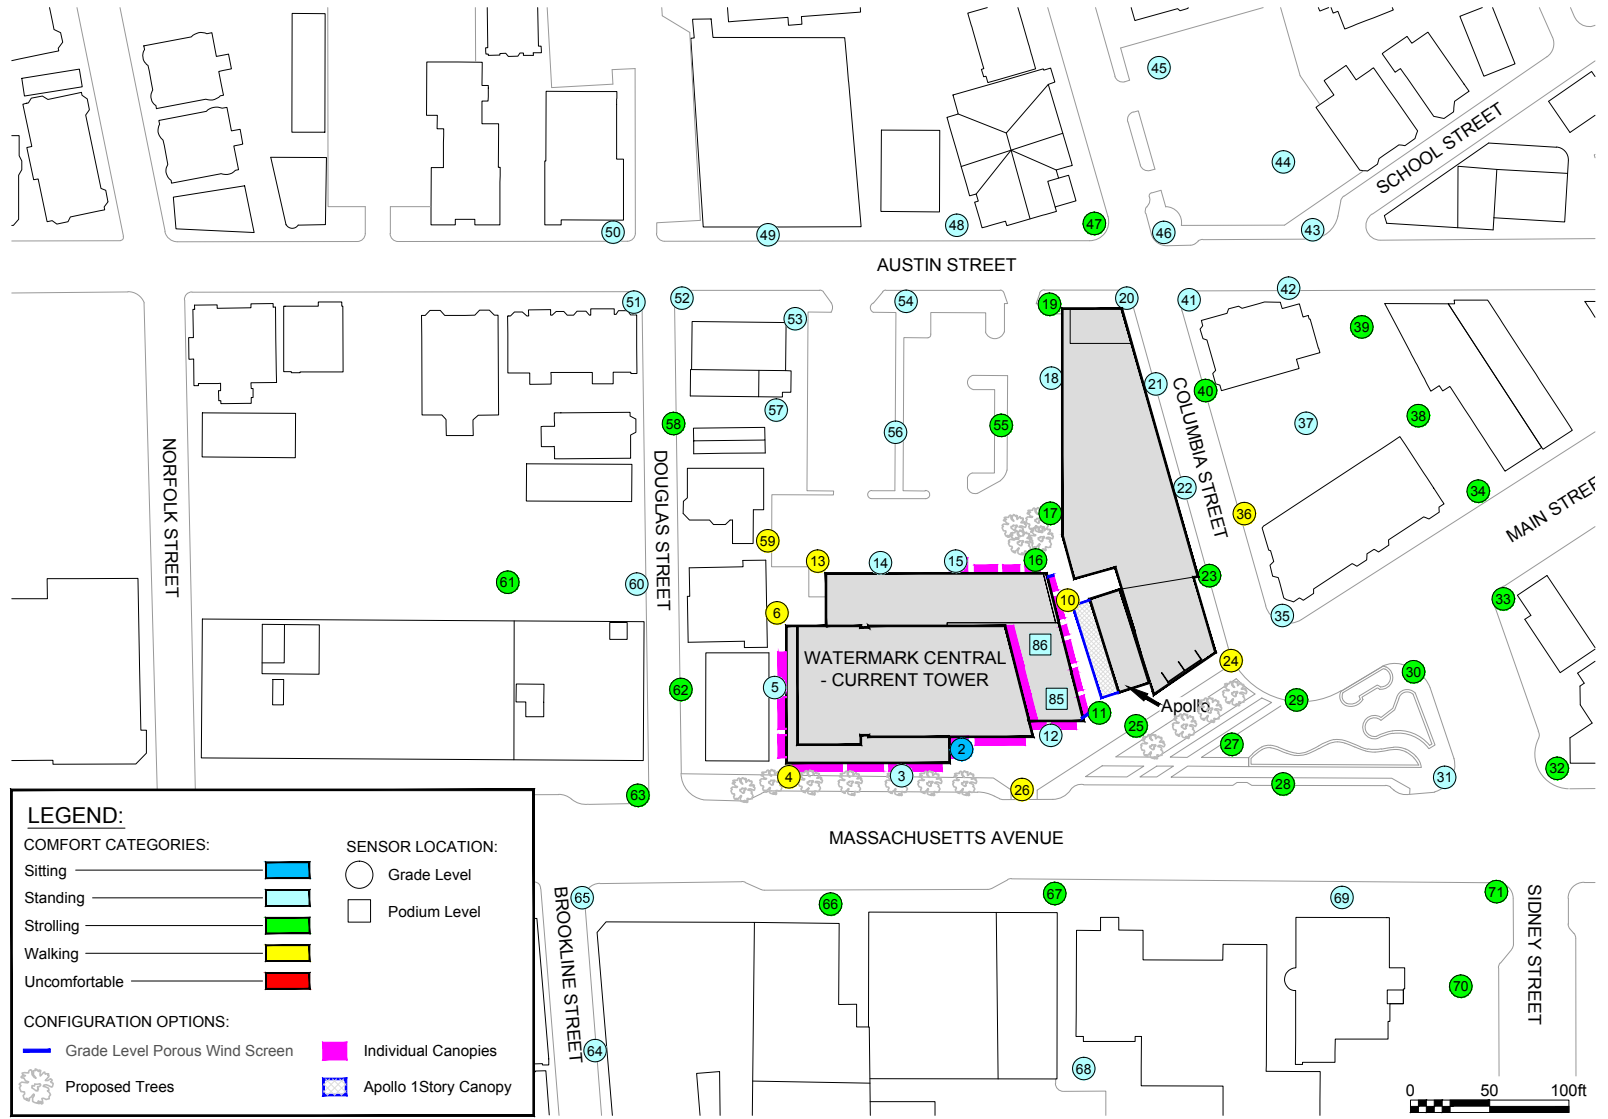 45
44
SCHOOL STREET
50
49
48
47
46
43
AUSTIN STREET
51
52
53
54
19
20
41
42
39
18
21
40
57
58
56
55
37
38
COLUMBIA STREET
NORFOLK STREET
DOUGLAS STREET
22
34
MAIN STREE
17
36
59
13
14
15
16
61
60
23
10
33
6
35
86
WATERMARK CENTRAL
- CURRENT TOWER
24
30
5
62
85
29
Apollo
11
25
12
27
2
4
3
26
28
31
32
63
MASSACHUSETTS AVENUE
LEGEND:
COMFORT CATEGORIES:
Sitting
Standing
Strolling
Walking
Uncomfortable
SENSOR LOCATION:
Grade Level
Podium Level
CONFIGURATION OPTIONS:
Grade Level Porous Wind Screen
Individual Canopies
Proposed Trees
Apollo 1Story Canopy
BROOKLINE STREET
65
66
67
69
71
SIDNEY STREET
70
64
68
0 50 100ft